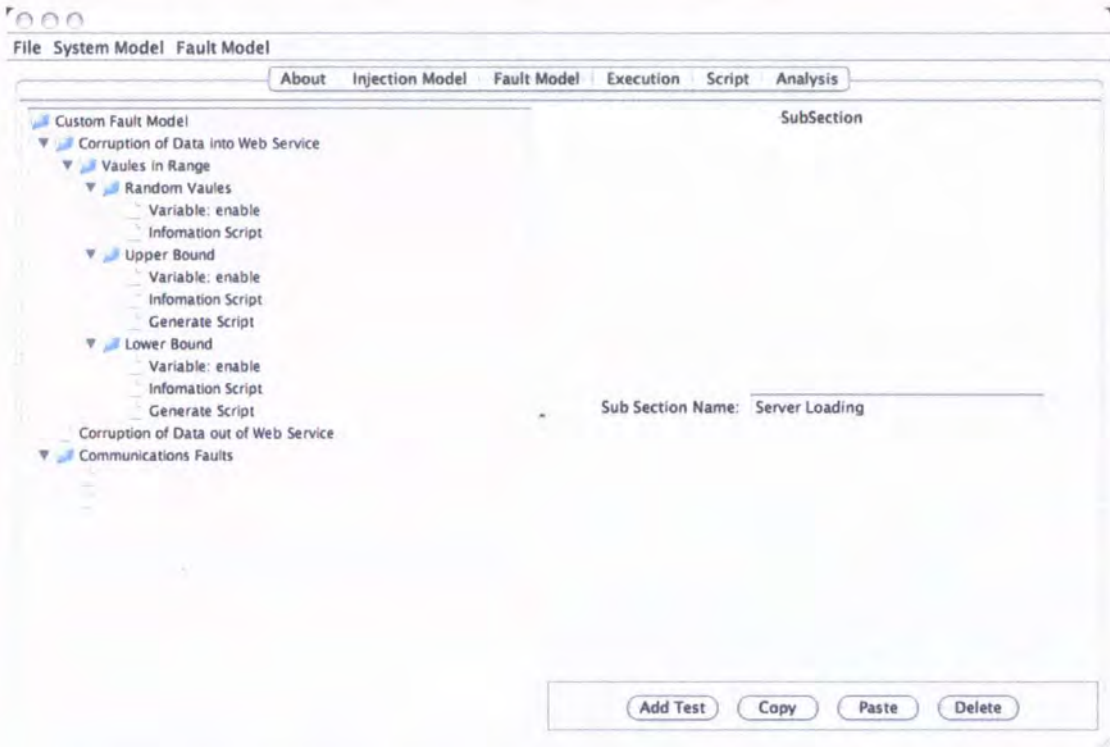 File System Model Fault Model
About Injection Model Fault Model Execution Script Analysis
Custom Fault Model
Corruption of Data into Web Service
Vaules in Range
Random Vaules
Variable: enable
Infomation Script
Upper Bound
Variable: enable
Infomation Script
Generate Script
Lower Bound
Variable: enable
Infomation Script
Generate Script
Corruption of Data out of Web Service
Communications Faults
SubSection
Sub Section Name: Server Loading
Add Test Copy Paste Delete